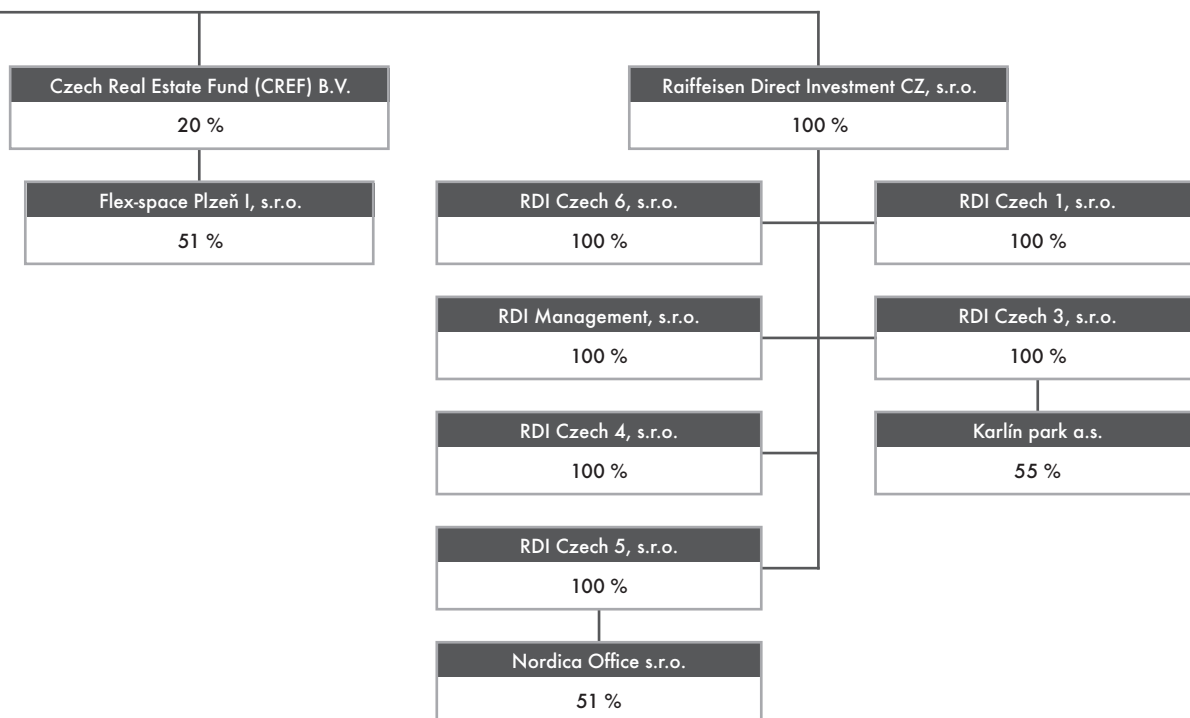 Czech Real Estate Fund (CREF) B.V.
20 %
Flex-space Plzeň I, s.r.o.
51 %
Raiffeisen Direct Investment CZ, s.r.o.
100 %
RDI Czech 6, s.r.o.
100 %
RDI Czech 1, s.r.o.
100 %
RDI Management, s.r.o.
100 %
RDI Czech 3, s.r.o.
100 %
RDI Czech 4, s.r.o.
100 %
Karlín park a.s.
55 %
RDI Czech 5, s.r.o.
100 %
Nordica Office s.r.o.
51 %